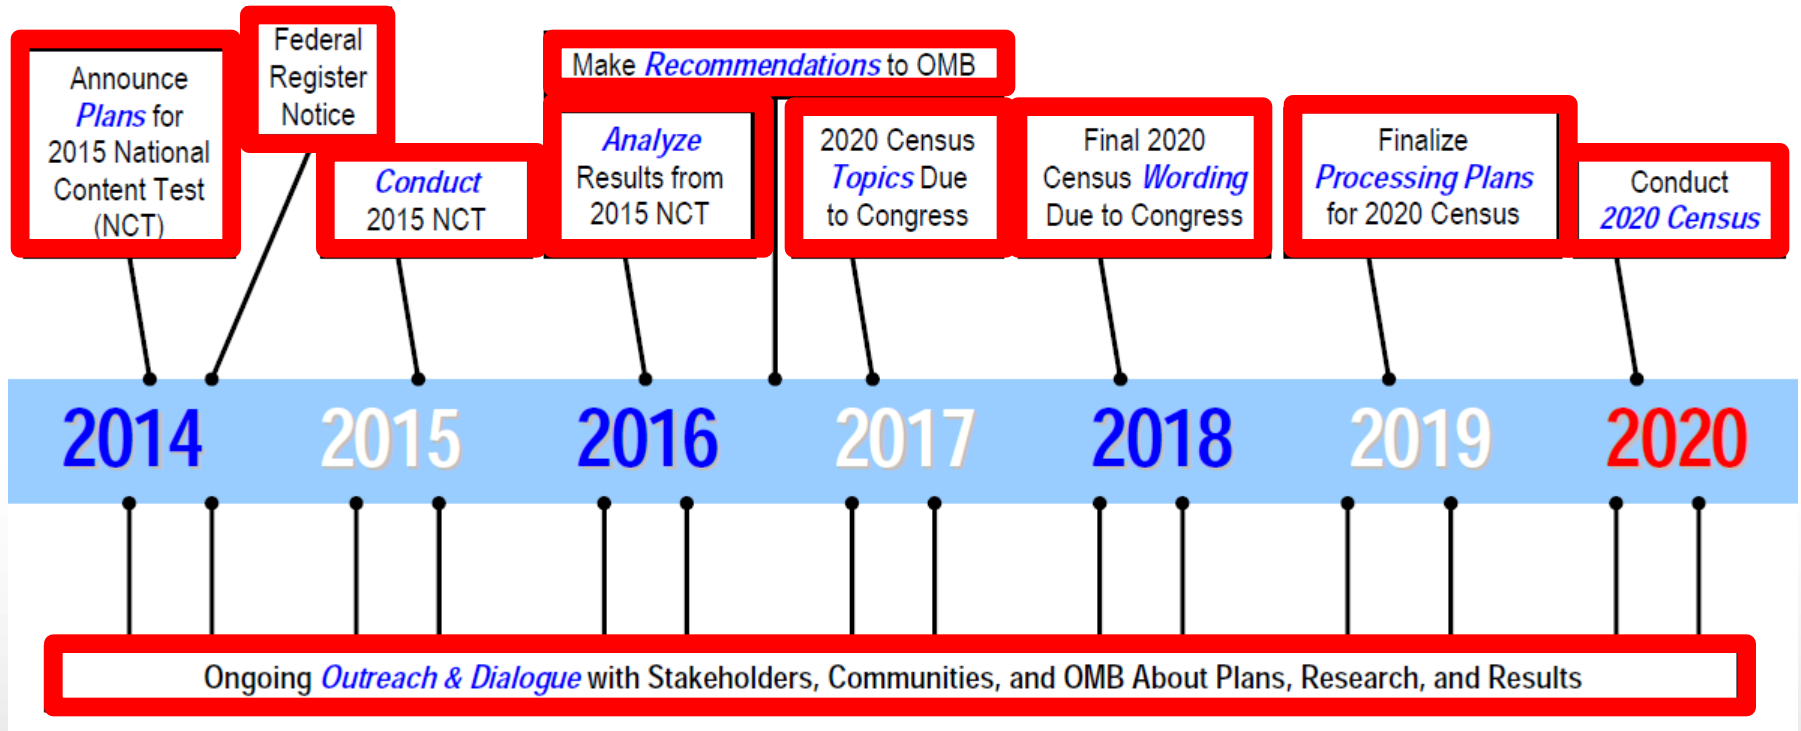 Announce
Plans for
2015 National
Content Test
(NCT)
Federal
Register
Notice
Conduct
2015 NCT
Make Recommendations to OMB
Analyze
Results from
2015 NCT
2020 Census
Topics Due
to Congress
Final 2020
Census Wording
Due to Congress
Finalize
Processing Plans
for 2020 Census
Conduct
2020 Census
2014
2015
2016
2017
2018
2019
2020
Ongoing Outreach & Dialogue with Stakeholders, Communities, and OMB About Plans, Research, and Results